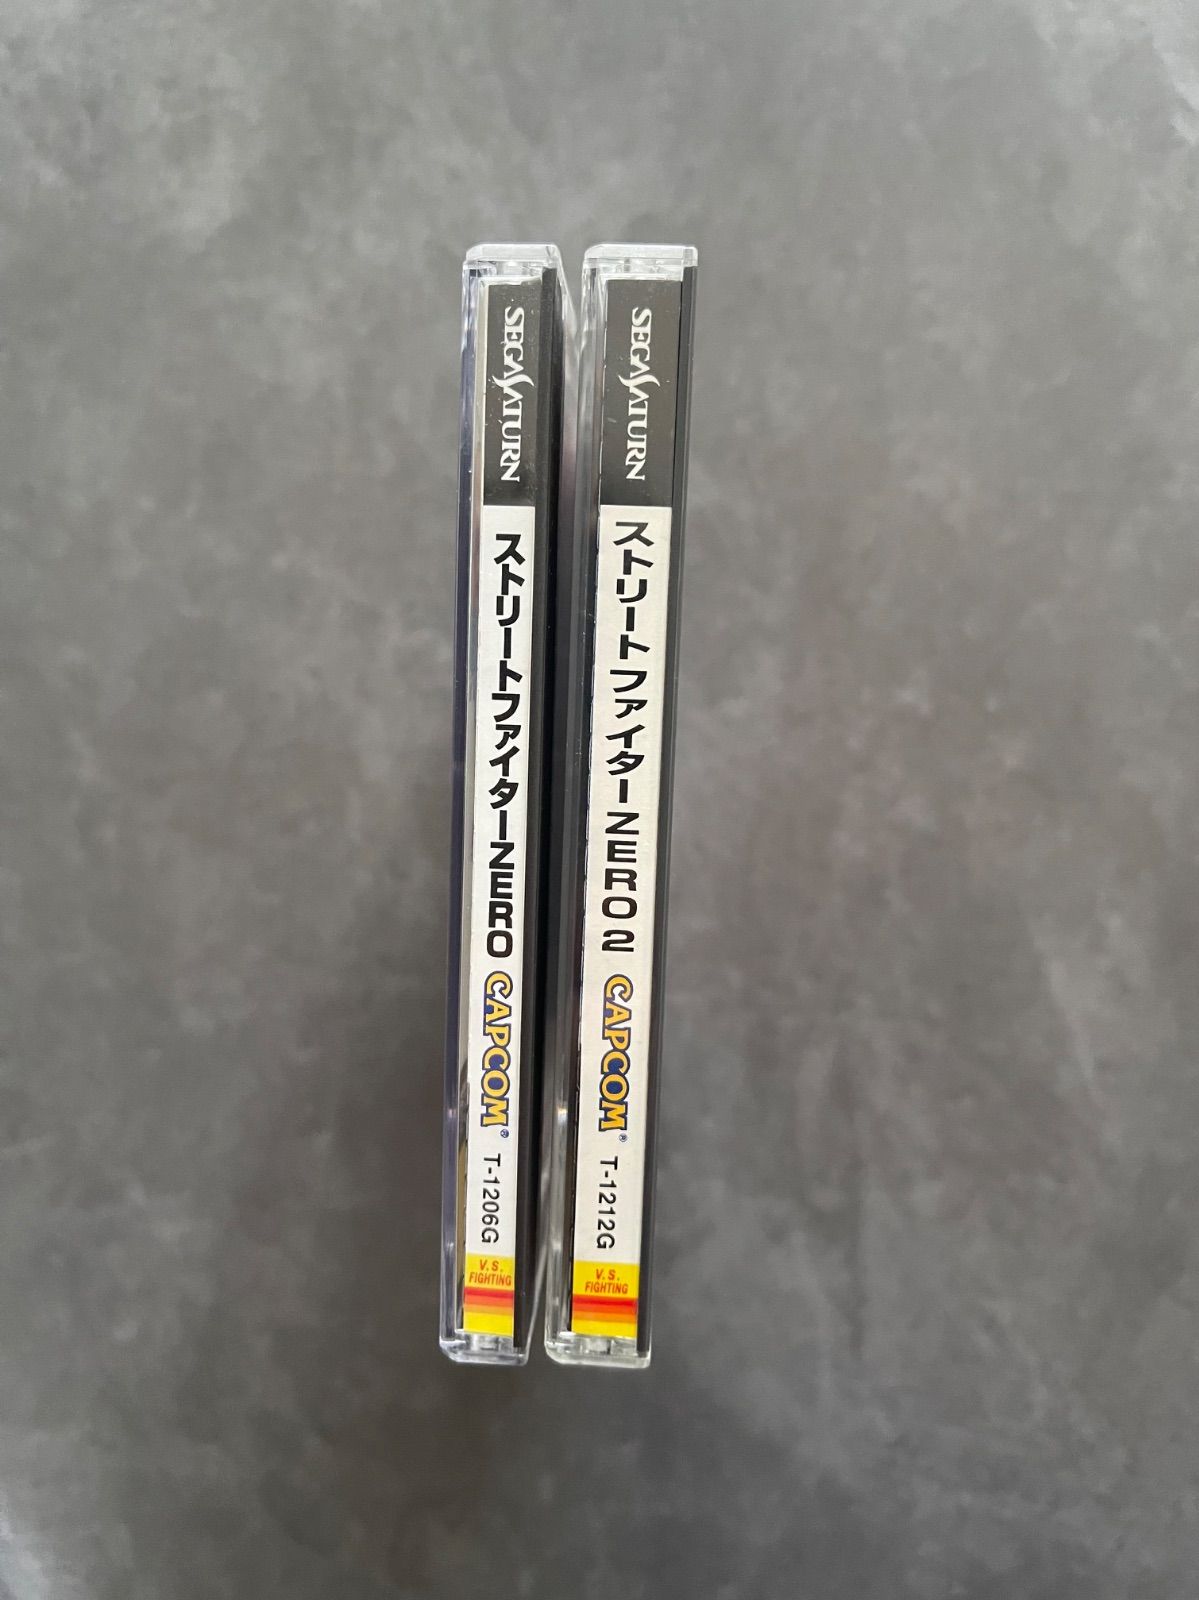 SEGA SATURN
ストリートファイターZERO
CAPCOM®
T-1206G
V.S.
FIGHTING
SEGA SATURN
ストリートファイターZERO2
CAPCOM®
T-1212G
V.S.
FIGHTING